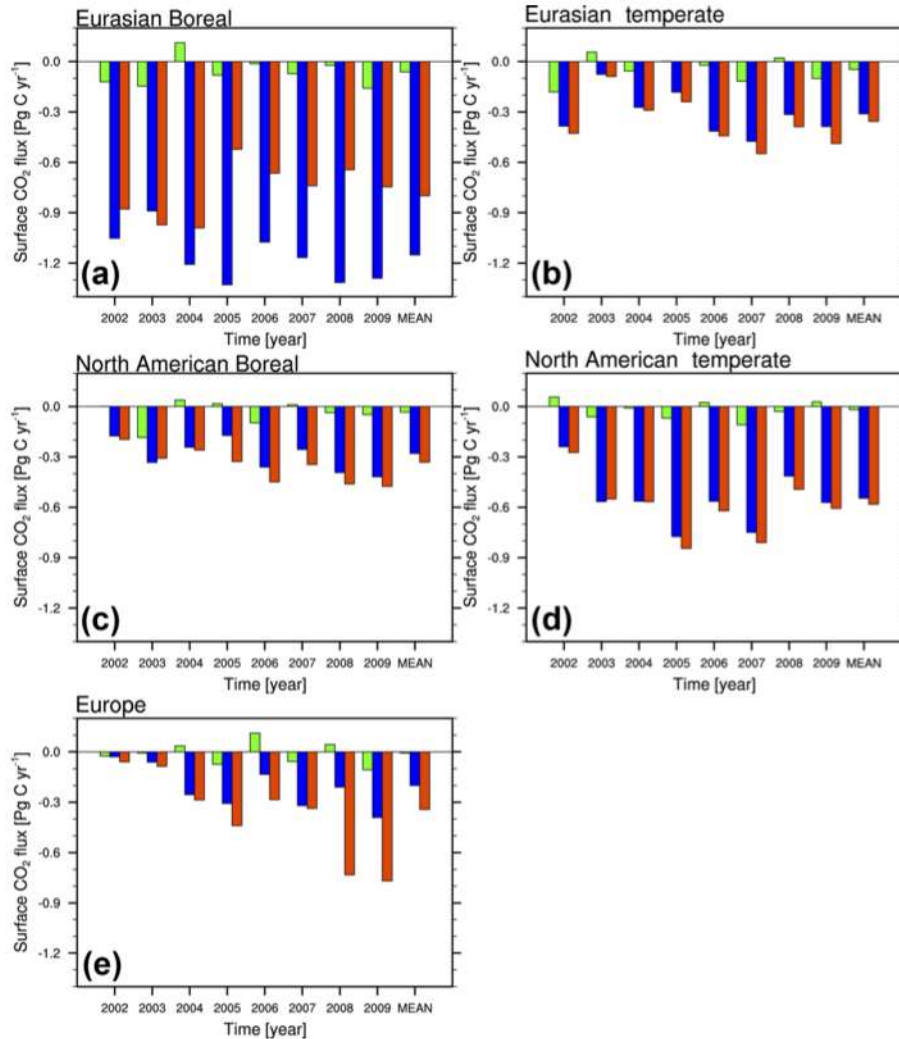 Eurasian Boreal
Surface CO₂ flux [Pg C yr⁻¹]
0.0
-0.3
-0.6
-0.9
-1.2
(a)
2002 2003 2004 2005 2006 2007 2008 2009 MEAN
Time [year]
Eurasian temperate
Surface CO₂ flux [Pg C yr⁻¹]
0.0
-0.3
-0.6
-0.9
-1.2
(b)
2002 2003 2004 2005 2006 2007 2008 2009 MEAN
Time [year]
North American Boreal
Surface CO₂ flux [Pg C yr⁻¹]
0.0
-0.3
-0.6
-0.9
-1.2
(c)
2002 2003 2004 2005 2006 2007 2008 2009 MEAN
Time [year]
North American temperate
Surface CO₂ flux [Pg C yr⁻¹]
0.0
-0.3
-0.6
-0.9
-1.2
(d)
2002 2003 2004 2005 2006 2007 2008 2009 MEAN
Time [year]
Europe
Surface CO₂ flux [Pg C yr⁻¹]
0.0
-0.3
-0.6
-0.9
-1.2
(e)
2002 2003 2004 2005 2006 2007 2008 2009 MEAN
Time [year]